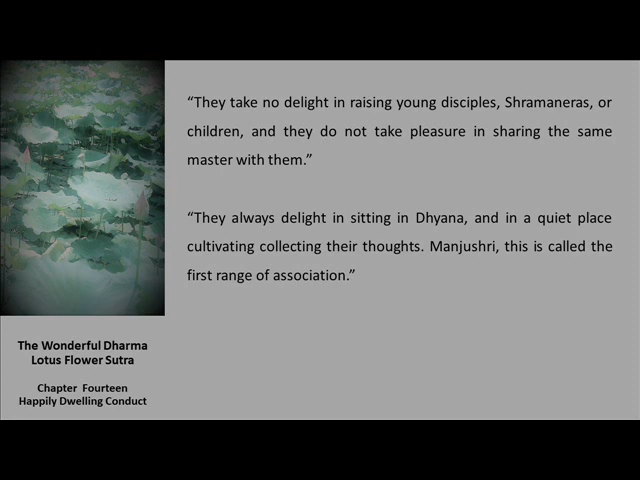 “They take no delight in raising young disciples, Shramaneras, or
children, and they do not take pleasure in sharing the same
master with them.”
“They always delight in sitting in Dhyana, and in a quiet place
cultivating collecting their thoughts. Manjushri, this is called the
first range of association.”
The Wonderful Dharma
Lotus Flower Sutra
Chapter Fourteen
Happily Dwelling Conduct